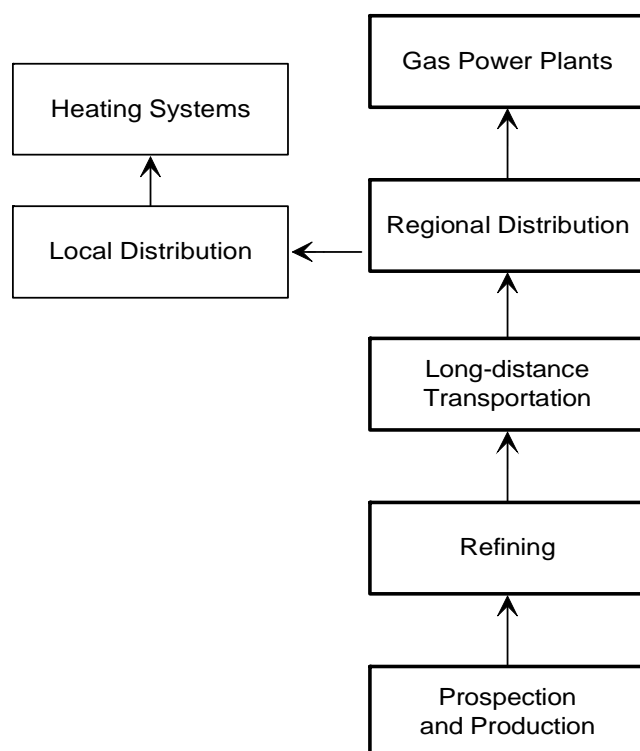 Gas Power Plants
Heating Systems
Local Distribution
Regional Distribution
Long-distance
Transportation
Refining
Prospection
and Production